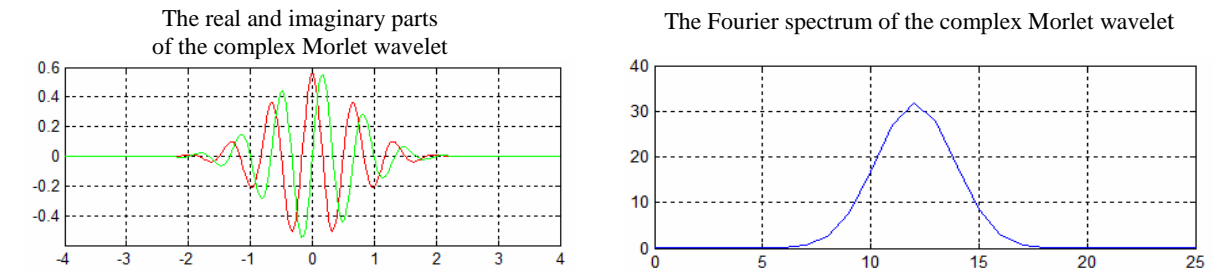 The real and imaginary parts
of the complex Morlet wavelet
0.6
0.4
0.2
0
-0.2
-0.4
-4 -3 -2 -1 0 1 2 3 4
The Fourier spectrum of the complex Morlet wavelet
40
30
20
10
0
0 5 10 15 20 25